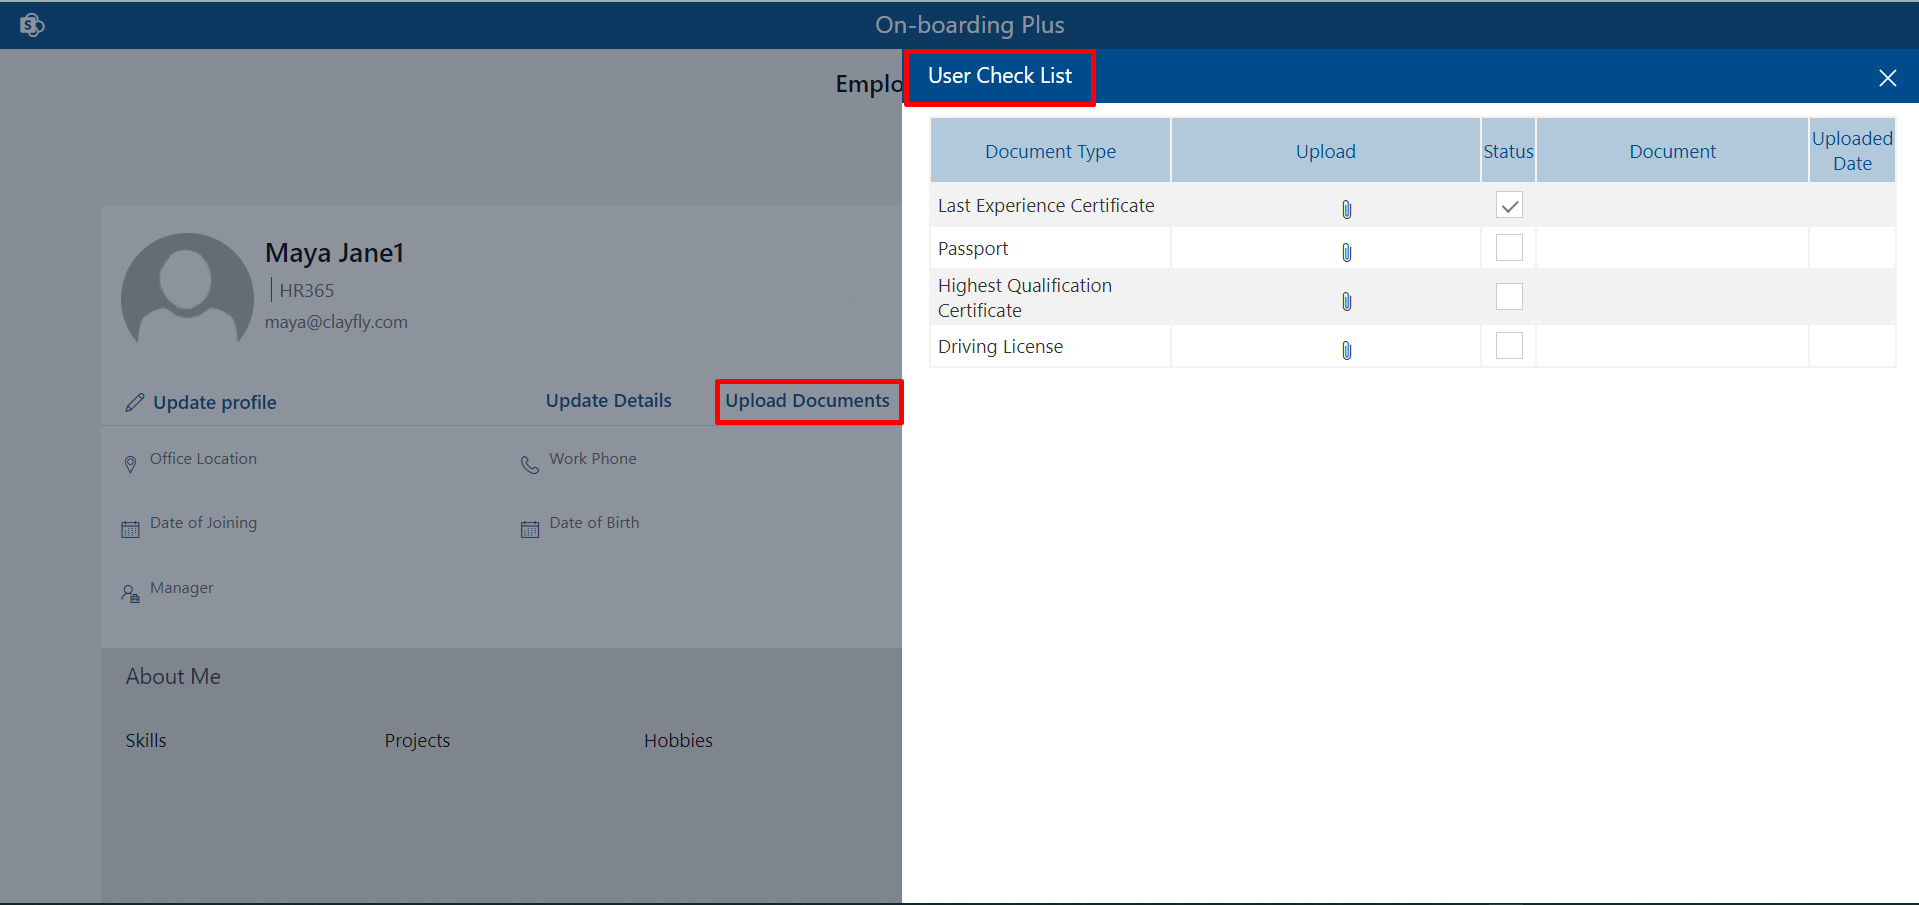 On-boarding Plus
Emplo
User Check List
Document Type Upload Status Document Uploaded
Date
Last Experience Certificate
Passport
Highest Qualification
Certificate
Driving License
Maya Jane1
HR365
maya@clayfly.com
Update profile Update Details Upload Documents
Office Location Work Phone
Date of Joining Date of Birth
Manager
About Me
Skills Projects Hobbies